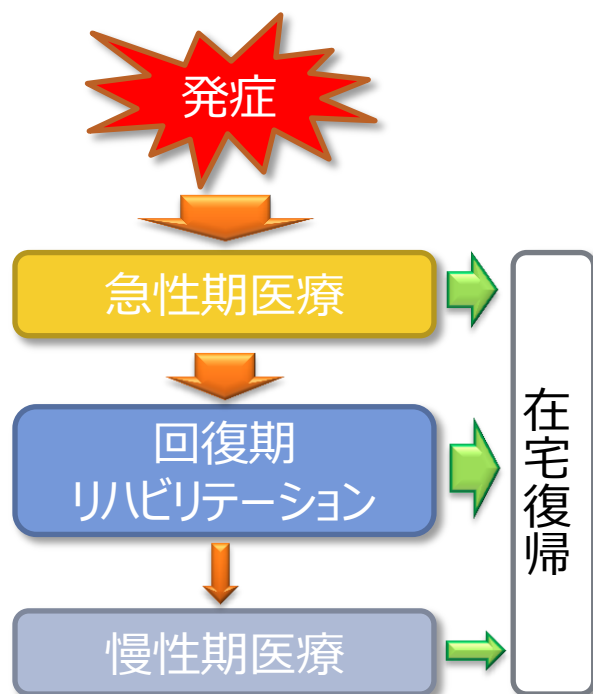 発症
急性期医療
回復期
リハビリテーション
慢性期医療
在宅復帰